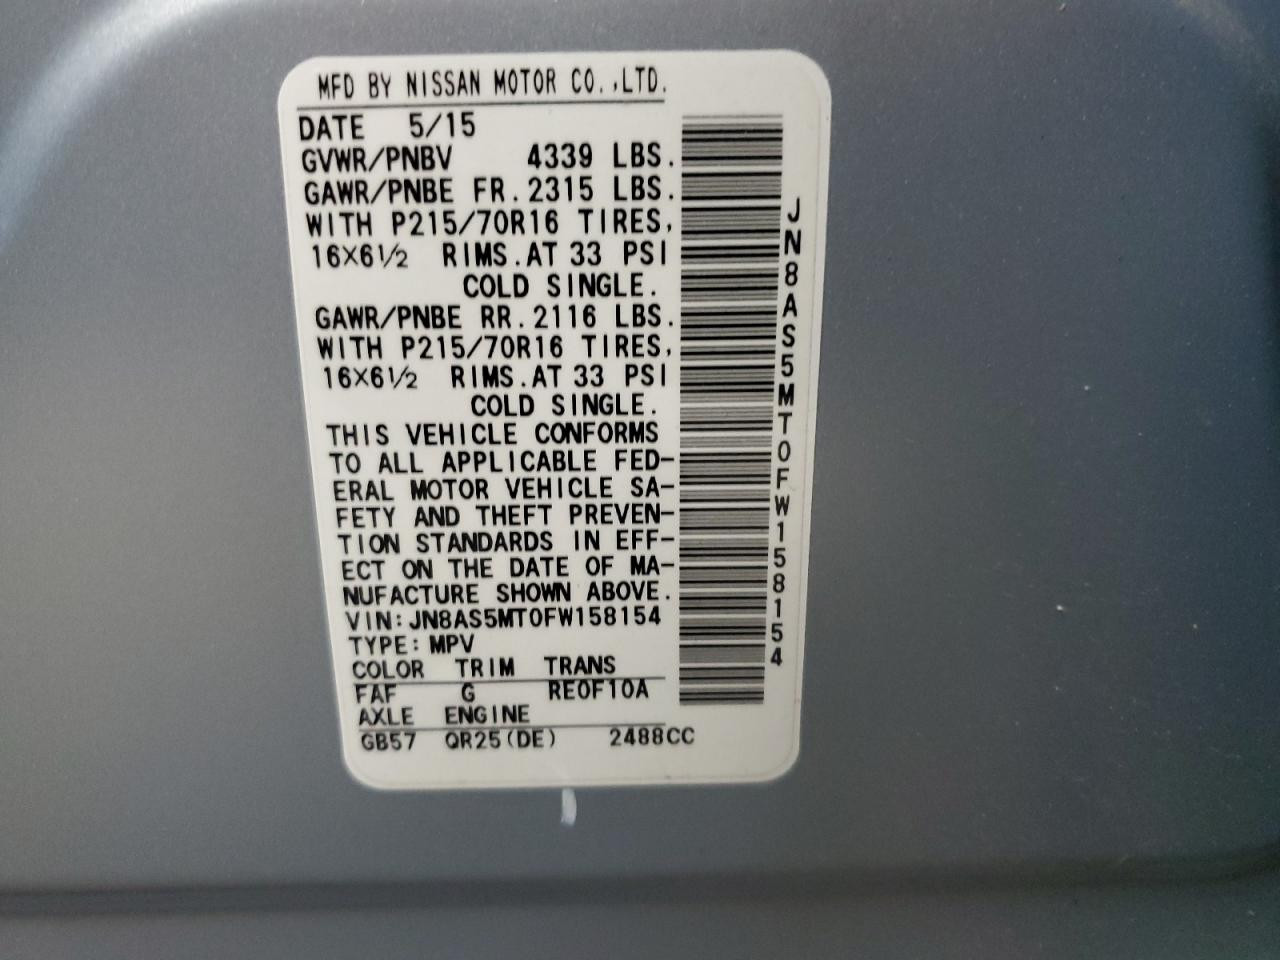 MFD BY NISSAN MOTOR CO.,LTD.
DATE 5/15
GVWR/PNBV 4339 LBS.
GAWR/PNBE FR.2315 LBS.
WITH P215/70R16 TIRES,
16X6½ RIMS.AT 33 PSI
COLD SINGLE.
GAWR/PNBE RR.2116 LBS.
WITH P215/70R16 TIRES,
16X6½ RIMS.AT 33 PSI
COLD SINGLE.
THIS VEHICLE CONFORMS
TO ALL APPLICABLE FED-
ERAL MOTOR VEHICLE SA-
FETY AND THEFT PREVEN-
TION STANDARDS IN EFF-
ECT ON THE DATE OF MA-
NUFACTURE SHOWN ABOVE.
VIN:JN8AS5MT0FW158154
TYPE:MPV
COLOR TRIM TRANS
FAF G RE0F10A
AXLE ENGINE
GB57 QR25(DE) 2488CC
JN8AS5MT0FW158154